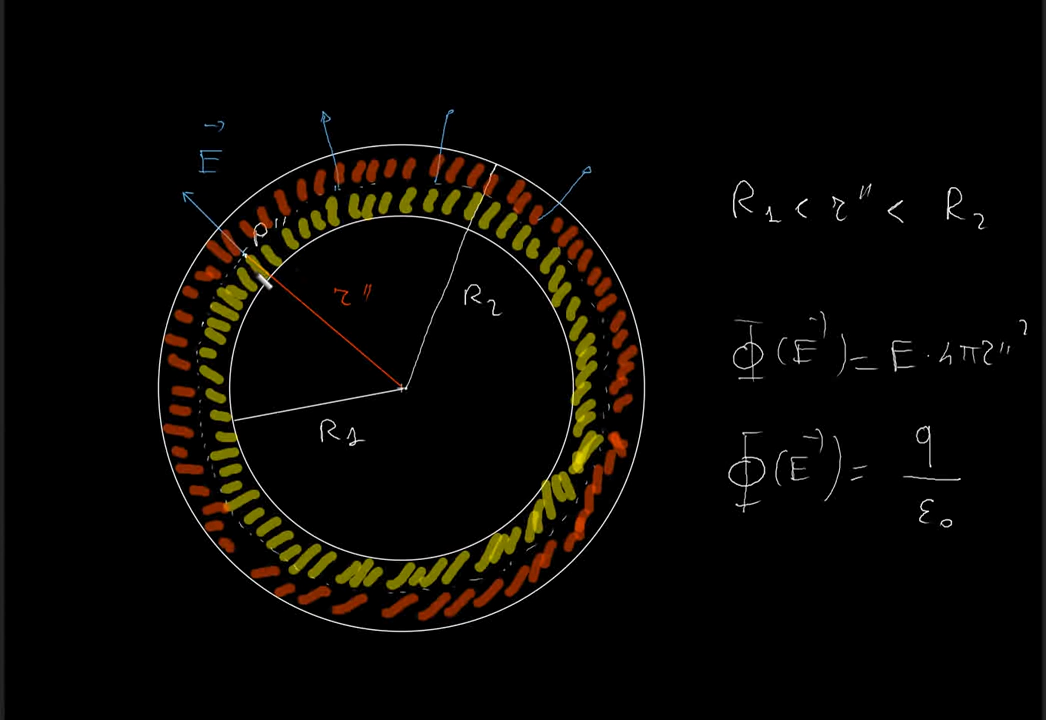 E⃗
P"
r"
R₂
R₁
R₁ < r" < R₂
Φ(E⃗) = E · 4πr"²
Φ(E⃗) = q / ε₀